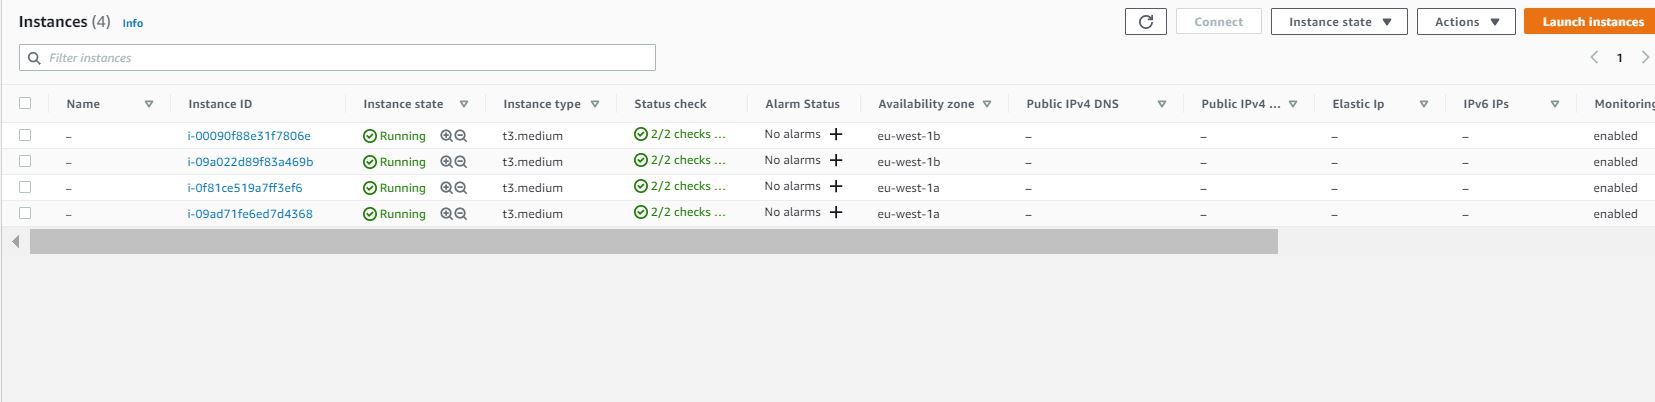 Instances (4) Info Connect Instance state Actions Launch instances
Filter instances 1
Name Instance ID Instance state Instance type Status check Alarm Status Availability zone Public IPv4 DNS Public IPv4 ... Elastic Ip IPv6 IPs Monitoring
– i-00090f88e31f7806e Running t3.medium 2/2 checks ... No alarms + eu-west-1b – – – – enabled
– i-09a022d89f83a469b Running t3.medium 2/2 checks ... No alarms + eu-west-1b – – – – enabled
– i-0f81ce519a7ff3ef6 Running t3.medium 2/2 checks ... No alarms + eu-west-1a – – – – enabled
– i-09ad71fe6ed7d4368 Running t3.medium 2/2 checks ... No alarms + eu-west-1a – – – – enabled